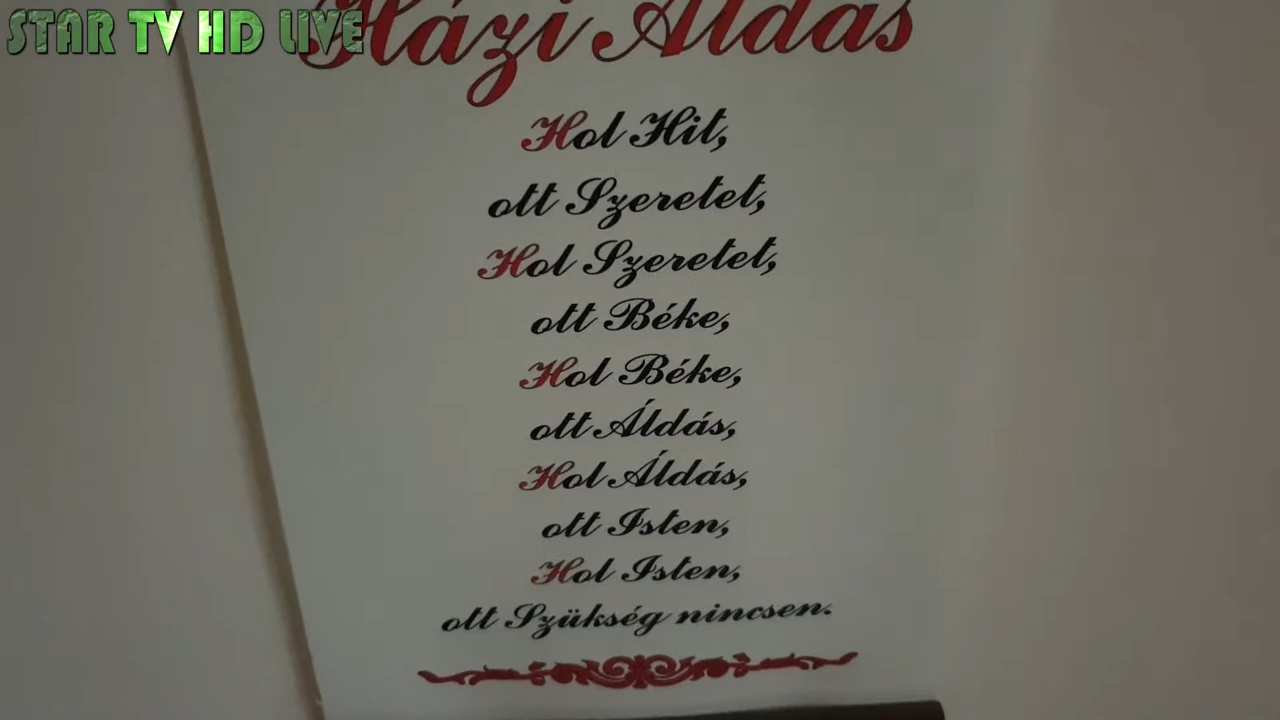 STAR TV HD LIVE
Házi Áldás
Hol Hit,
ott Szeretet,
Hol Szeretet,
ott Béke,
Hol Béke,
ott Áldás,
Hol Áldás,
ott Isten,
Hol Isten,
ott Szükség nincsen.